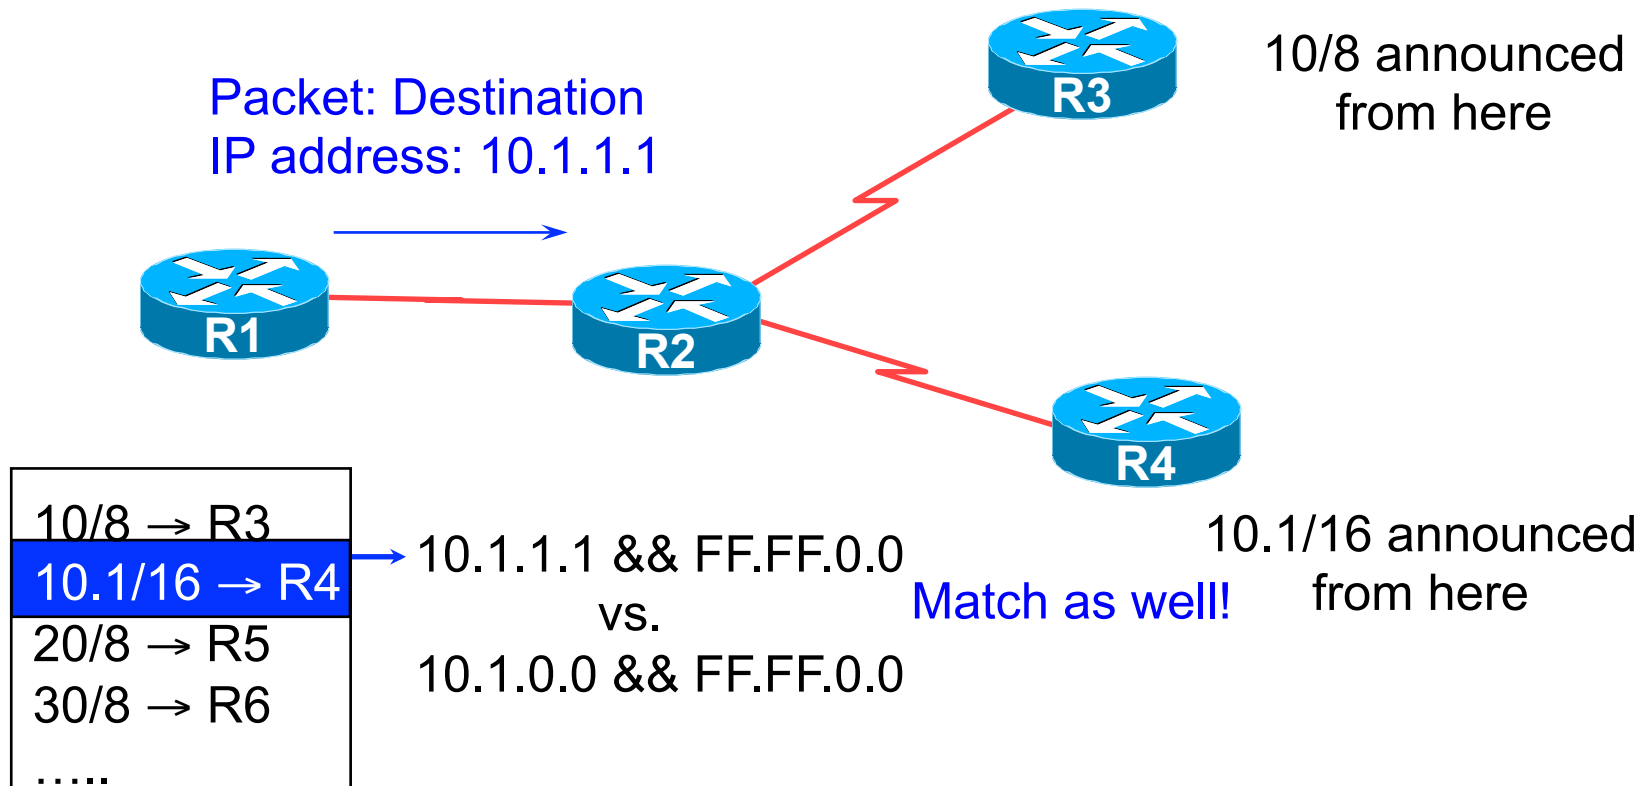 Packet: Destination
IP address: 10.1.1.1
R1
R2
R3
10/8 announced
from here
R4
10.1/16 announced
from here
10/8 → R3
10.1/16 → R4
20/8 → R5
30/8 → R6
.....
10.1.1.1 && FF.FF.0.0
vs.
10.1.0.0 && FF.FF.0.0
Match as well!